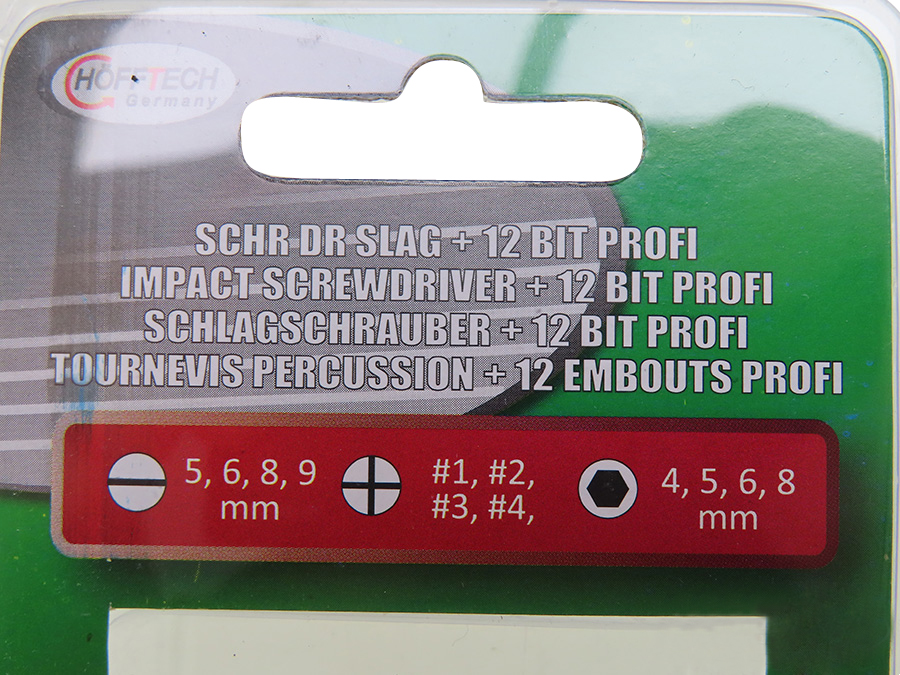 HÖFFTECH
Germany
SCHR DR SLAG + 12 BIT PROFI
IMPACT SCREWDRIVER + 12 BIT PROFI
SCHLAGSCHRAUBER + 12 BIT PROFI
TOURNEVIS PERCUSSION + 12 EMBOUTS PROFI
5, 6, 8, 9
mm
#1, #2,
#3, #4,
4, 5, 6, 8
mm